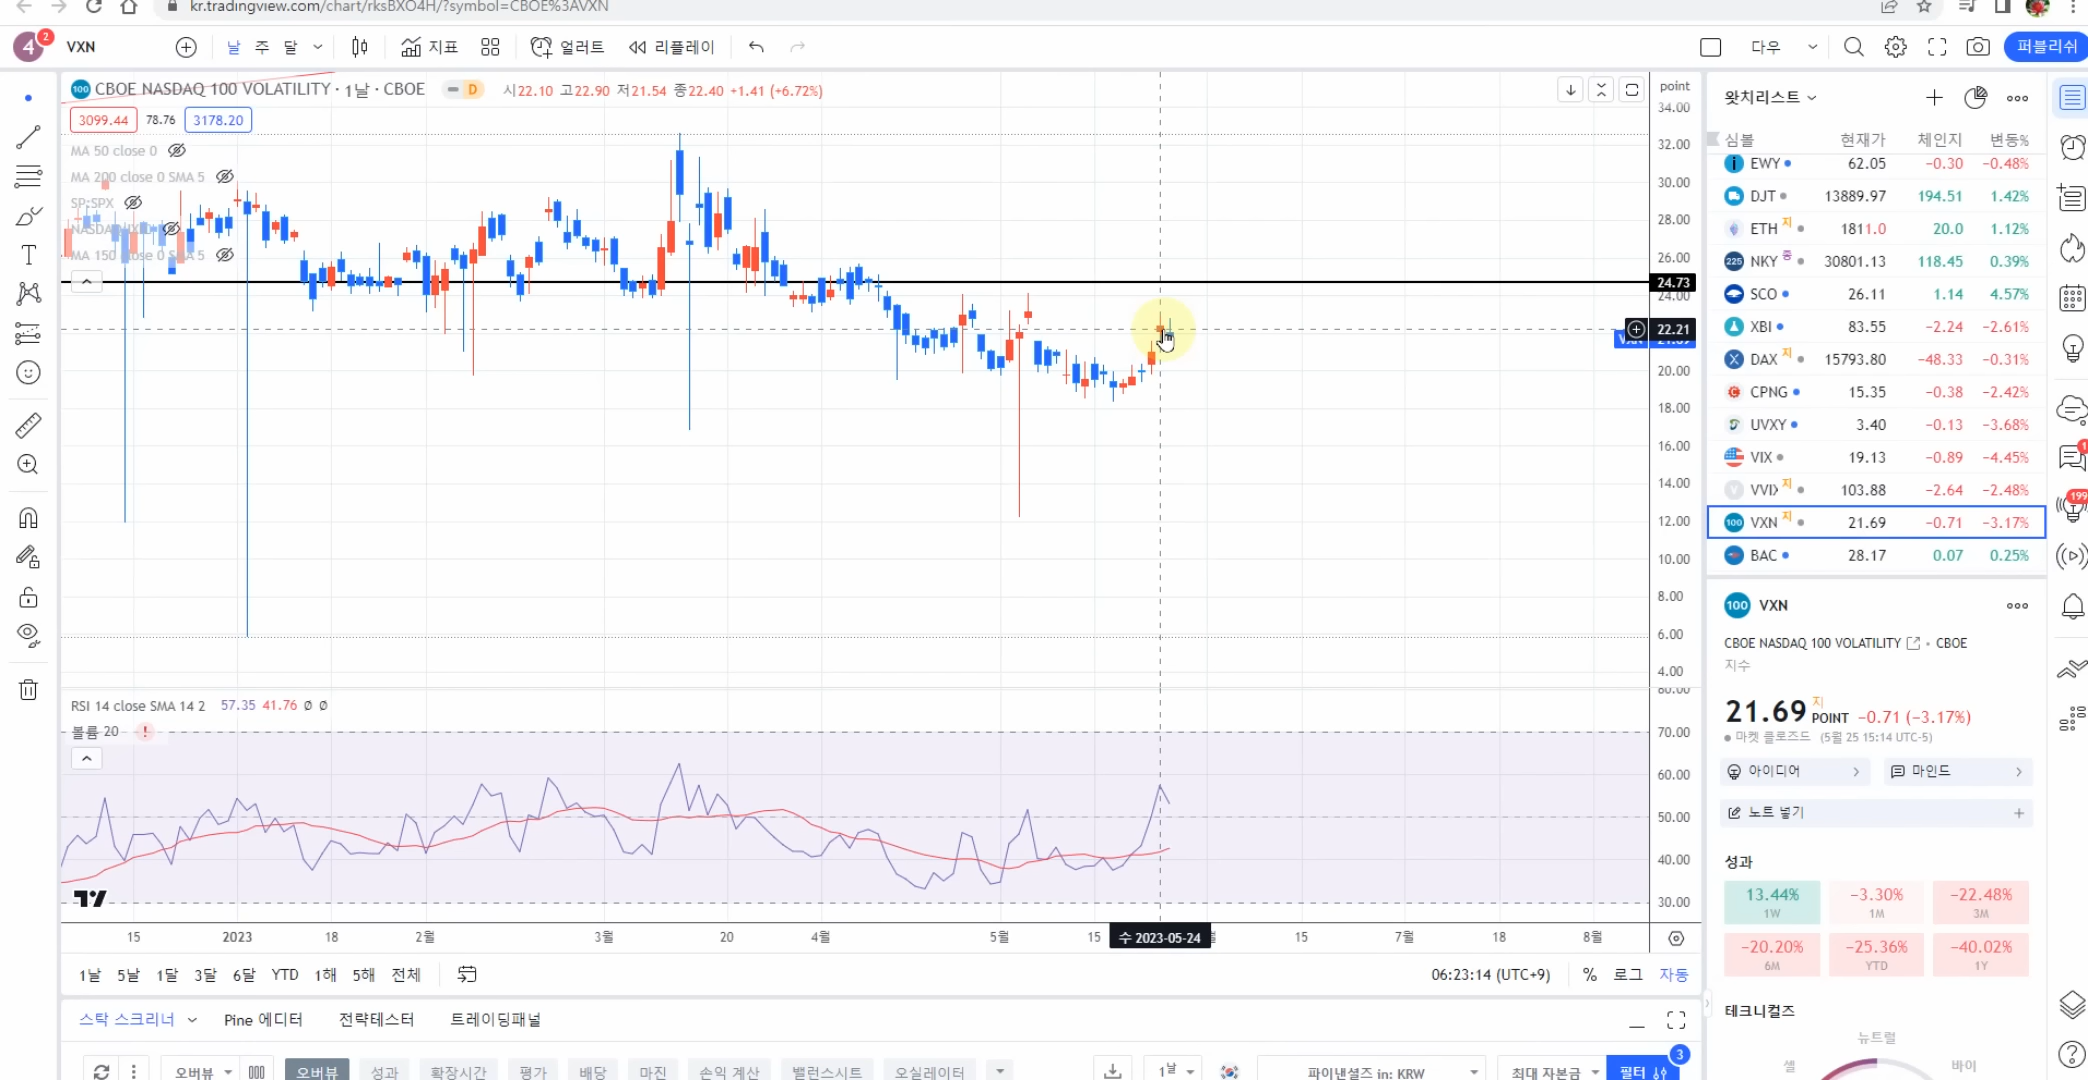 kr.tradingview.com/chart/rksBXO4H/?symbol=CBOE%3AVXN
4 2 VXN 날 주 달 지표 얼러트 리플레이 다우 퍼블리쉬
100 CBOE NASDAQ 100 VOLATILITY · 1날 · CBOE D 시22.10 고22.90 저21.54 종22.40 +1.41 (+6.72%)
3099.44 78.76 3178.20
MA 50 close 0
MA 200 close 0 SMA 5
SP:SPX
MA 150 close 0 SMA 5
point
34.00
32.00
30.00
28.00
26.00
24.73
24.00
22.21
20.00
18.00
16.00
14.00
12.00
10.00
8.00
6.00
4.00
RSI 14 close SMA 14 2 57.35 41.76 Ø Ø
볼륨 20 !
80.00
70.00
60.00
50.00
40.00
30.00
15 2023 18 2월 3월 20 4월 5월 15 수 2023-05-24 15 7월 18 8월
1날 5날 1달 3달 6달 YTD 1해 5해 전체 06:23:14 (UTC+9) % 로그 자동
스탁 스크리너 Pine 에디터 전략테스터 트레이딩패널
오버뷰 오버뷰 성과 확장시간 평가 배당 마진 손익 계산 밸런스시트 오실레이터 1날 파이낸셜즈 in: KRW 최대 자본금 필터 3
왓치리스트
심볼 현재가 체인지 변동%
EWY 62.05 −0.30 −0.48%
DJT 13889.97 194.51 1.42%
ETH 지 1811.0 20.0 1.12%
225 NKY 종 30801.13 118.45 0.39%
SCO 26.11 1.14 4.57%
XBI 83.55 −2.24 −2.61%
DAX 지 15793.80 −48.33 −0.31%
CPNG 15.35 −0.38 −2.42%
UVXY 3.40 −0.13 −3.68%
VIX 19.13 −0.89 −4.45%
VVIX 지 103.88 −2.64 −2.48%
100 VXN 지 21.69 −0.71 −3.17%
BAC 28.17 0.07 0.25%
100 VXN
CBOE NASDAQ 100 VOLATILITY · CBOE
지수
21.69 지 POINT −0.71 (−3.17%)
마켓 클로즈드 (5월 25 15:14 UTC-5)
아이디어 마인드
노트 넣기
성과
13.44% −3.30% −22.48%
1W 1M 3M
−20.20% −25.36% −40.02%
6M YTD 1Y
테크니컬즈
뉴트럴
셀 바이
1
199